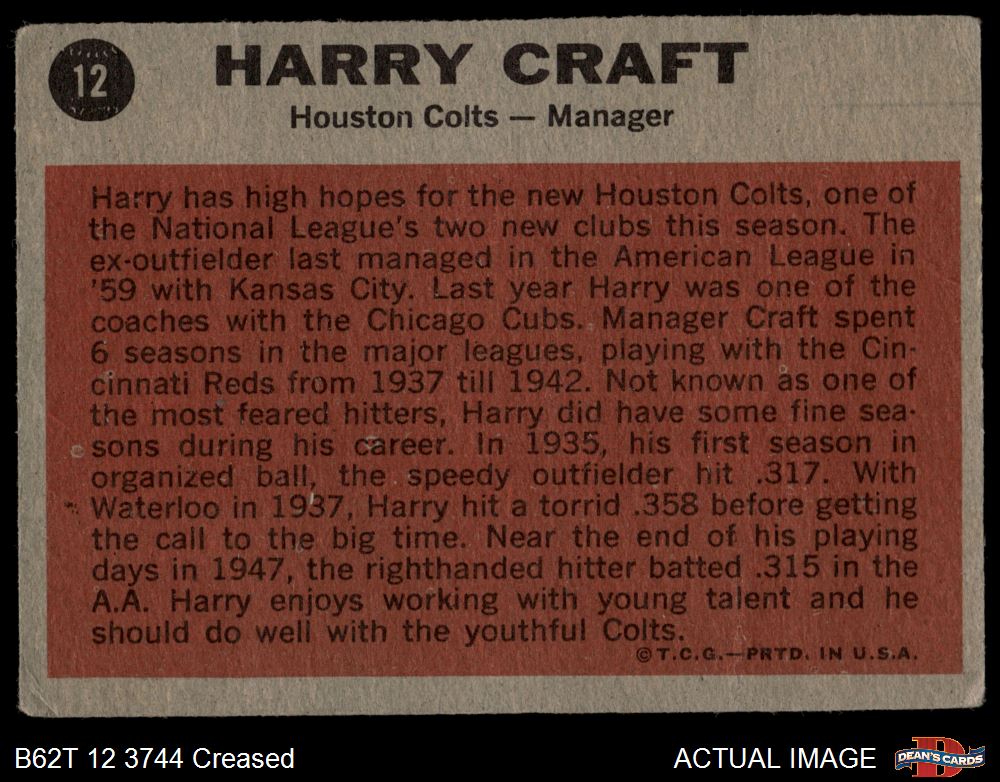 12
HARRY CRAFT
Houston Colts — Manager
Harry has high hopes for the new Houston Colts, one of
the National League's two new clubs this season. The
ex-outfielder last managed in the American League in
'59 with Kansas City. Last year Harry was one of the
coaches with the Chicago Cubs. Manager Craft spent
6 seasons in the major leagues, playing with the Cin-
cinnati Reds from 1937 till 1942. Not known as one of
the most feared hitters, Harry did have some fine sea-
sons during his career. In 1935, his first season in
organized ball, the speedy outfielder hit .317. With
Waterloo in 1937, Harry hit a torrid .358 before getting
the call to the big time. Near the end of his playing
days in 1947, the righthanded hitter batted .315 in the
A.A. Harry enjoys working with young talent and he
should do well with the youthful Colts.
©T.C.G.—PRTD. IN U.S.A.
B62T 12 3744 Creased
ACTUAL IMAGE
D
DEAN'S CARDS